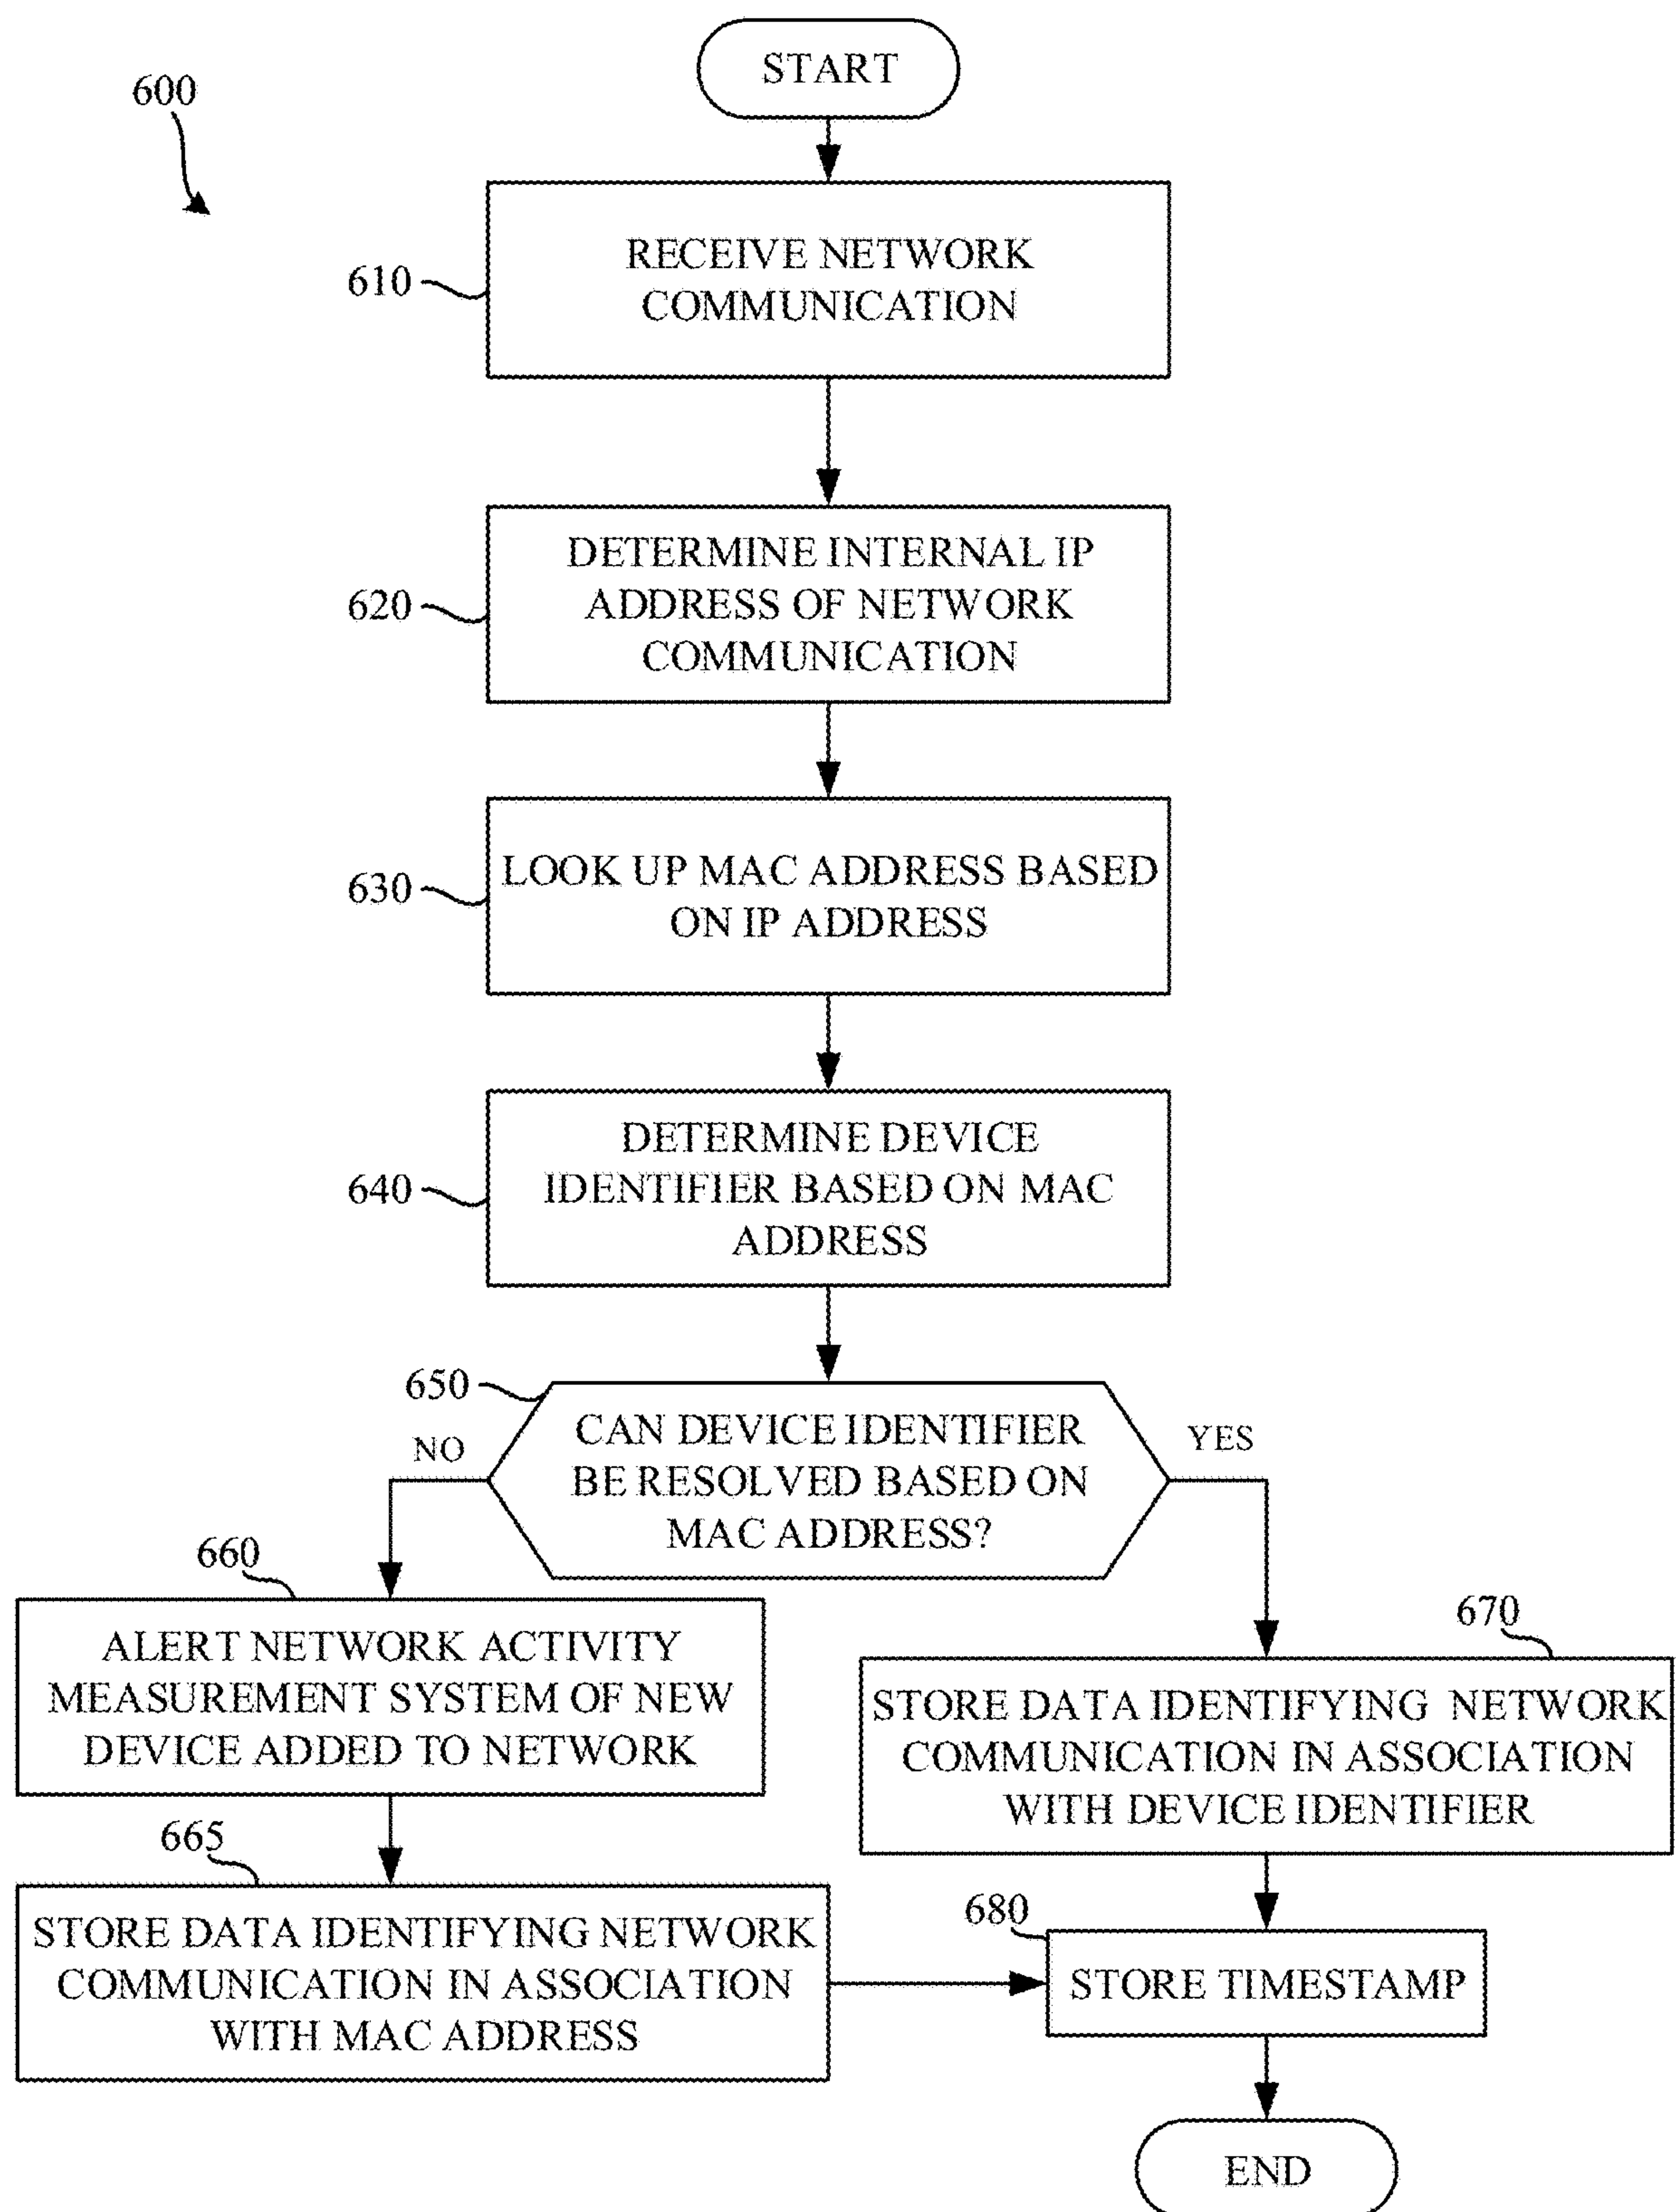 START
600
RECEIVE NETWORK
COMMUNICATION
610
DETERMINE INTERNAL IP
ADDRESS OF NETWORK
COMMUNICATION
620
LOOK UP MAC ADDRESS BASED
ON IP ADDRESS
630
DETERMINE DEVICE
IDENTIFIER BASED ON MAC
ADDRESS
640
650
CAN DEVICE IDENTIFIER
BE RESOLVED BASED ON
MAC ADDRESS?
NO
YES
660
ALERT NETWORK ACTIVITY
MEASUREMENT SYSTEM OF NEW
DEVICE ADDED TO NETWORK
670
STORE DATA IDENTIFYING NETWORK
COMMUNICATION IN ASSOCIATION
WITH DEVICE IDENTIFIER
665
STORE DATA IDENTIFYING NETWORK
COMMUNICATION IN ASSOCIATION
WITH MAC ADDRESS
680
STORE TIMESTAMP
END